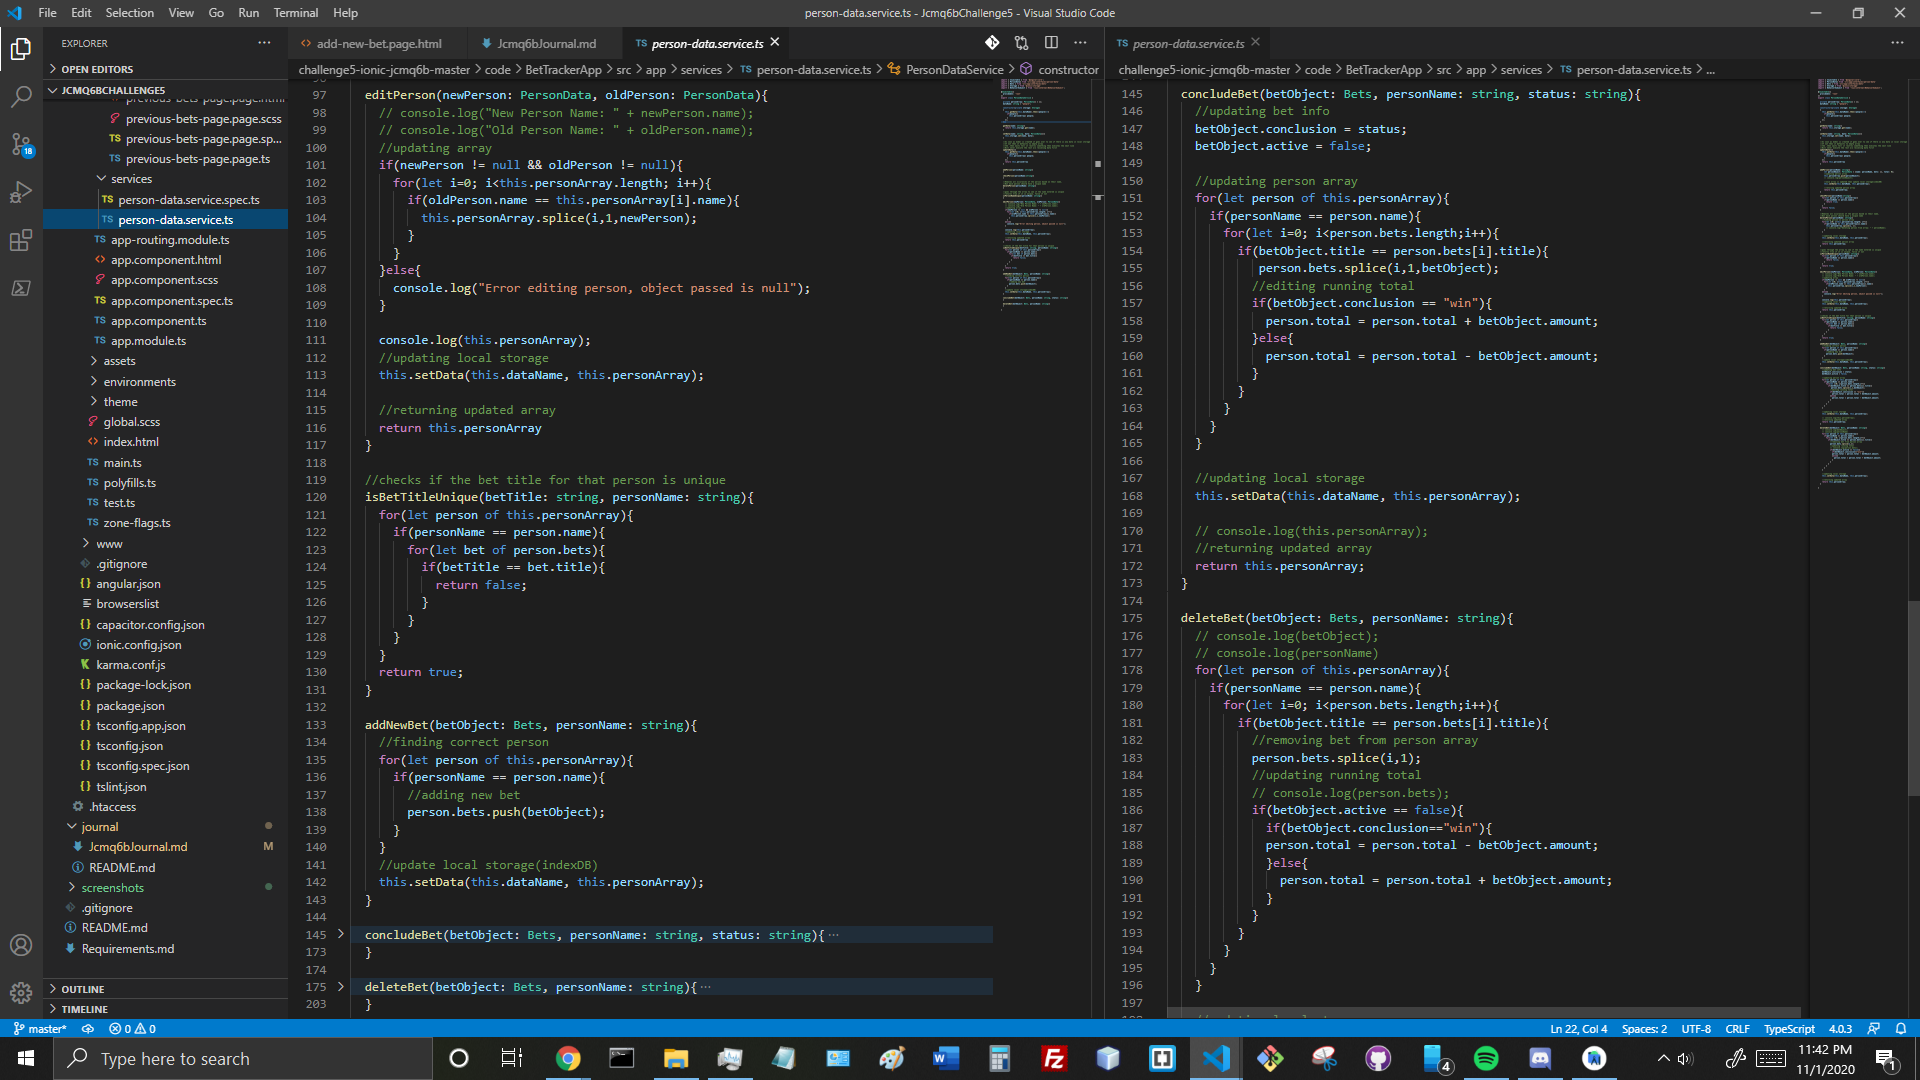 File Edit Selection View Go Run Terminal Help
person-data.service.ts - Jcmq6bChallenge5 - Visual Studio Code
EXPLORER
OPEN EDITORS
JCMQ6BCHALLENGE5
previous-bets-page.page.html
previous-bets-page.page.scss
previous-bets-page.page.sp...
previous-bets-page.page.ts
services
person-data.service.spec.ts
person-data.service.ts
app-routing.module.ts
app.component.html
app.component.scss
app.component.spec.ts
app.component.ts
app.module.ts
assets
environments
theme
global.scss
index.html
main.ts
polyfills.ts
test.ts
zone-flags.ts
www
.gitignore
angular.json
browserslist
capacitor.config.json
ionic.config.json
karma.conf.js
package-lock.json
package.json
tsconfig.app.json
tsconfig.json
tsconfig.spec.json
tslint.json
.htaccess
journal
Jcmq6bJournal.md M
README.md
screenshots
.gitignore
README.md
Requirements.md
OUTLINE
TIMELINE
18
add-new-bet.page.html Jcmq6bJournal.md TS person-data.service.ts
challenge5-ionic-jcmq6b-master > code > BetTrackerApp > src > app > services > TS person-data.service.ts > PersonDataService > constructor
97 editPerson(newPerson: PersonData, oldPerson: PersonData){
98 // console.log("New Person Name: " + newPerson.name);
99 // console.log("Old Person Name: " + oldPerson.name);
100 //updating array
101 if(newPerson != null && oldPerson != null){
102 for(let i=0; i<this.personArray.length; i++){
103 if(oldPerson.name == this.personArray[i].name){
104 this.personArray.splice(i,1,newPerson);
105 }
106 }
107 }else{
108 console.log("Error editing person, object passed is null");
109 }
110
111 console.log(this.personArray);
112 //updating local storage
113 this.setData(this.dataName, this.personArray);
114
115 //returning updated array
116 return this.personArray
117 }
118
119 //checks if the bet title for that person is unique
120 isBetTitleUnique(betTitle: string, personName: string){
121 for(let person of this.personArray){
122 if(personName == person.name){
123 for(let bet of person.bets){
124 if(betTitle == bet.title){
125 return false;
126 }
127 }
128 }
129 }
130 return true;
131 }
132
133 addNewBet(betObject: Bets, personName: string){
134 //finding correct person
135 for(let person of this.personArray){
136 if(personName == person.name){
137 //adding new bet
138 person.bets.push(betObject);
139 }
140 }
141 //update local storage(indexDB)
142 this.setData(this.dataName, this.personArray);
143 }
144
145 concludeBet(betObject: Bets, personName: string, status: string){ ...
173 }
174
175 deleteBet(betObject: Bets, personName: string){ ...
203 }
TS person-data.service.ts
challenge5-ionic-jcmq6b-master > code > BetTrackerApp > src > app > services > TS person-data.service.ts > ...
145 concludeBet(betObject: Bets, personName: string, status: string){
146 //updating bet info
147 betObject.conclusion = status;
148 betObject.active = false;
149
150 //updating person array
151 for(let person of this.personArray){
152 if(personName == person.name){
153 for(let i=0; i<person.bets.length;i++){
154 if(betObject.title == person.bets[i].title){
155 person.bets.splice(i,1,betObject);
156 //editing running total
157 if(betObject.conclusion == "win"){
158 person.total = person.total + betObject.amount;
159 }else{
160 person.total = person.total - betObject.amount;
161 }
162 }
163 }
164 }
165 }
166
167 //updating local storage
168 this.setData(this.dataName, this.personArray);
169
170 // console.log(this.personArray);
171 //returning updated array
172 return this.personArray;
173 }
174
175 deleteBet(betObject: Bets, personName: string){
176 // console.log(betObject);
177 // console.log(personName)
178 for(let person of this.personArray){
179 if(personName == person.name){
180 for(let i=0; i<person.bets.length;i++){
181 if(betObject.title == person.bets[i].title){
182 //removing bet from person array
183 person.bets.splice(i,1);
184 //updating running total
185 // console.log(person.bets);
186 if(betObject.active == false){
187 if(betObject.conclusion=="win"){
188 person.total = person.total - betObject.amount;
189 }else{
190 person.total = person.total + betObject.amount;
191 }
192 }
193 }
194 }
195 }
196 }
197
master* 0 0
Ln 22, Col 4 Spaces: 2 UTF-8 CRLF TypeScript 4.0.3
Type here to search
4
11:42 PM
11/1/2020
1